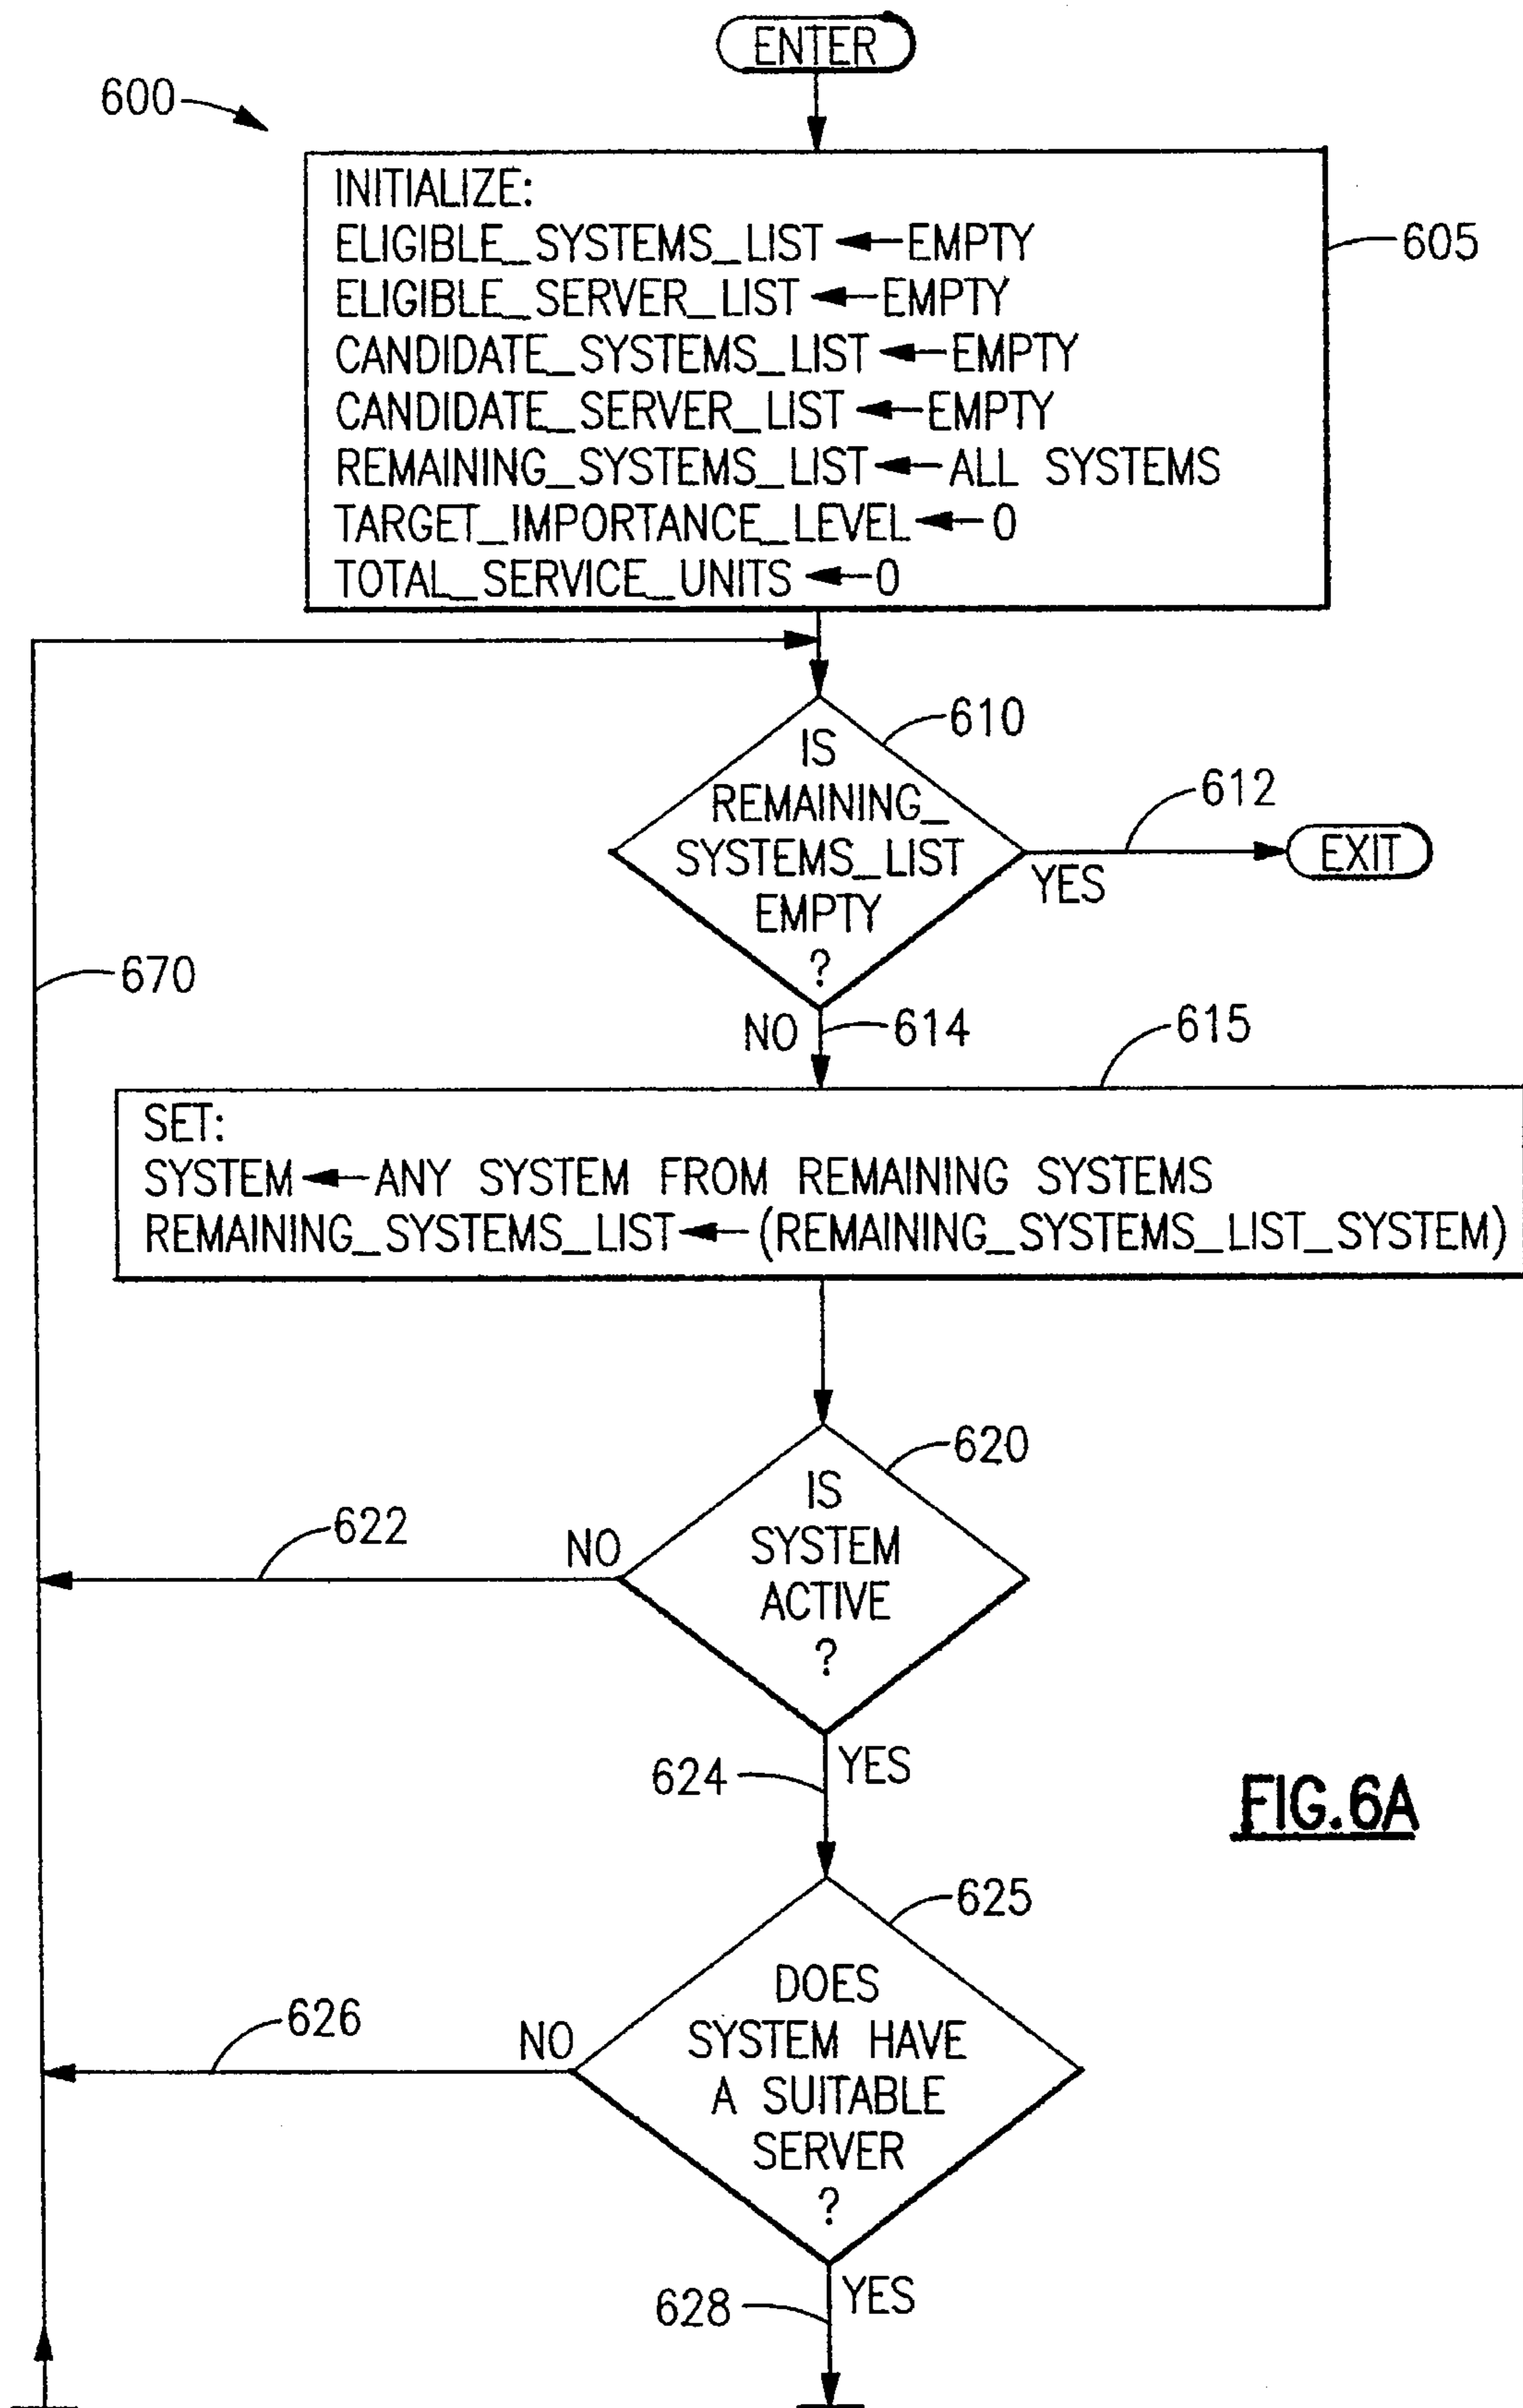 ENTER
600
INITIALIZE:
ELIGIBLE_SYSTEMS_LIST ← EMPTY
ELIGIBLE_SERVER_LIST ← EMPTY
CANDIDATE_SYSTEMS_LIST ← EMPTY
CANDIDATE_SERVER_LIST ← EMPTY
REMAINING_SYSTEMS_LIST ← ALL SYSTEMS
TARGET_IMPORTANCE_LEVEL ← 0
TOTAL_SERVICE_UNITS ← 0
605
610
IS
REMAINING_
SYSTEMS_LIST
EMPTY
?
612
YES
EXIT
670
NO
614
615
SET:
SYSTEM ← ANY SYSTEM FROM REMAINING SYSTEMS
REMAINING_SYSTEMS_LIST ← (REMAINING_SYSTEMS_LIST_SYSTEM)
620
IS
SYSTEM
ACTIVE
?
622
NO
624
YES
FIG.6A
625
DOES
SYSTEM HAVE
A SUITABLE
SERVER
?
626
NO
628
YES